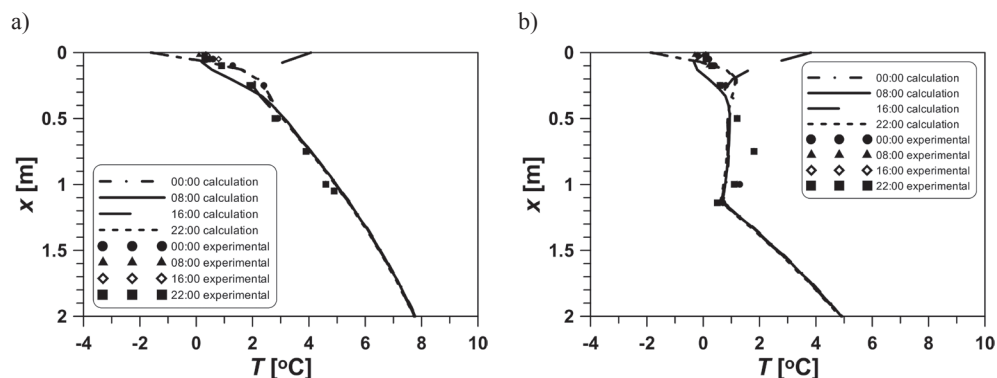 a)
0
0.5
1
1.5
2
x [m]
-4 -2 0 2 4 6 8 10
T [oC]
00:00 calculation
08:00 calculation
16:00 calculation
22:00 calculation
00:00 experimental
08:00 experimental
16:00 experimental
22:00 experimental
b)
0
0.5
1
1.5
2
x [m]
-4 -2 0 2 4 6 8 10
T [oC]
00:00 calculation
08:00 calculation
16:00 calculation
22:00 calculation
00:00 experimental
08:00 experimental
16:00 experimental
22:00 experimental